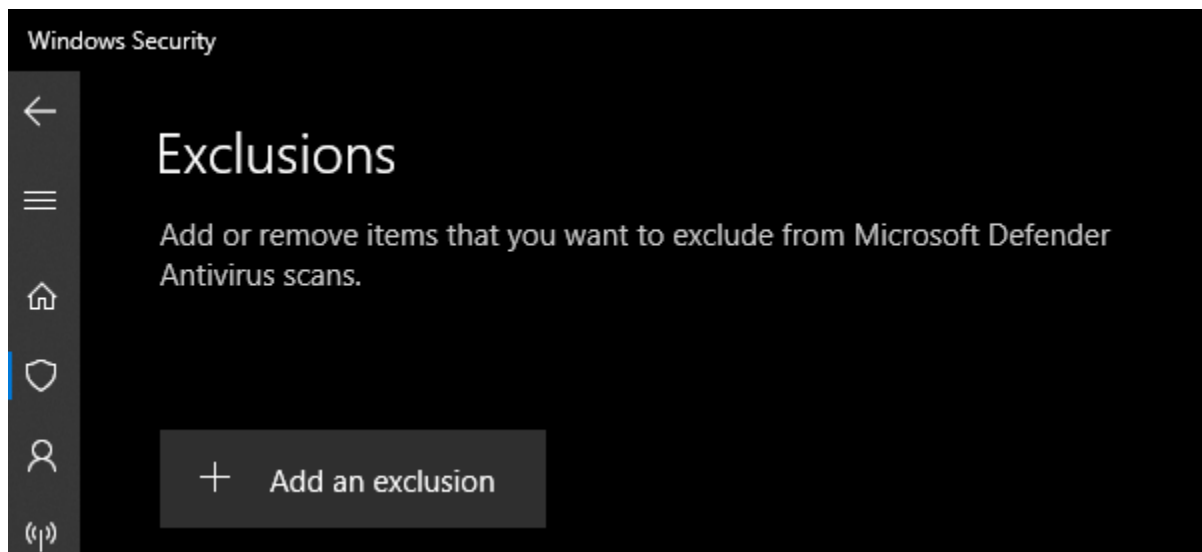 Windows Security
Exclusions
Add or remove items that you want to exclude from Microsoft Defender
Antivirus scans.
Add an exclusion